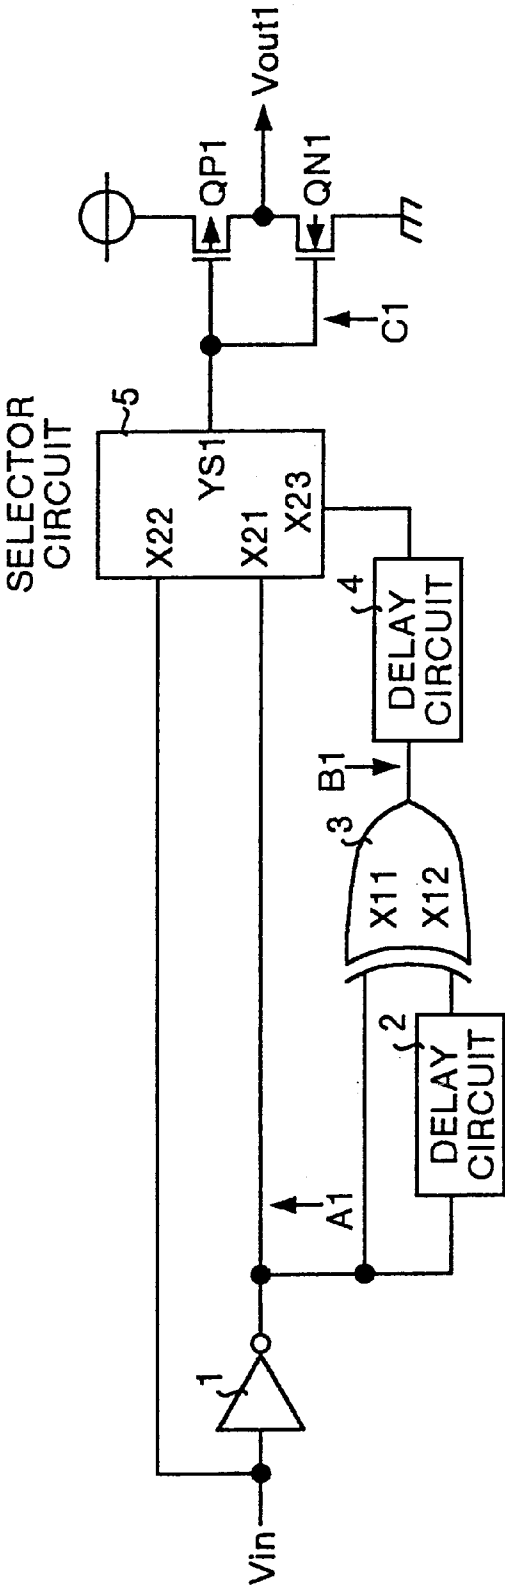 SELECTOR
CIRCUIT
5
X22
YS1
X21
X23
QP1
Vout1
QN1
C1
Vin
1
A1
2
DELAY
CIRCUIT
3
X11
X12
B1
4
DELAY
CIRCUIT